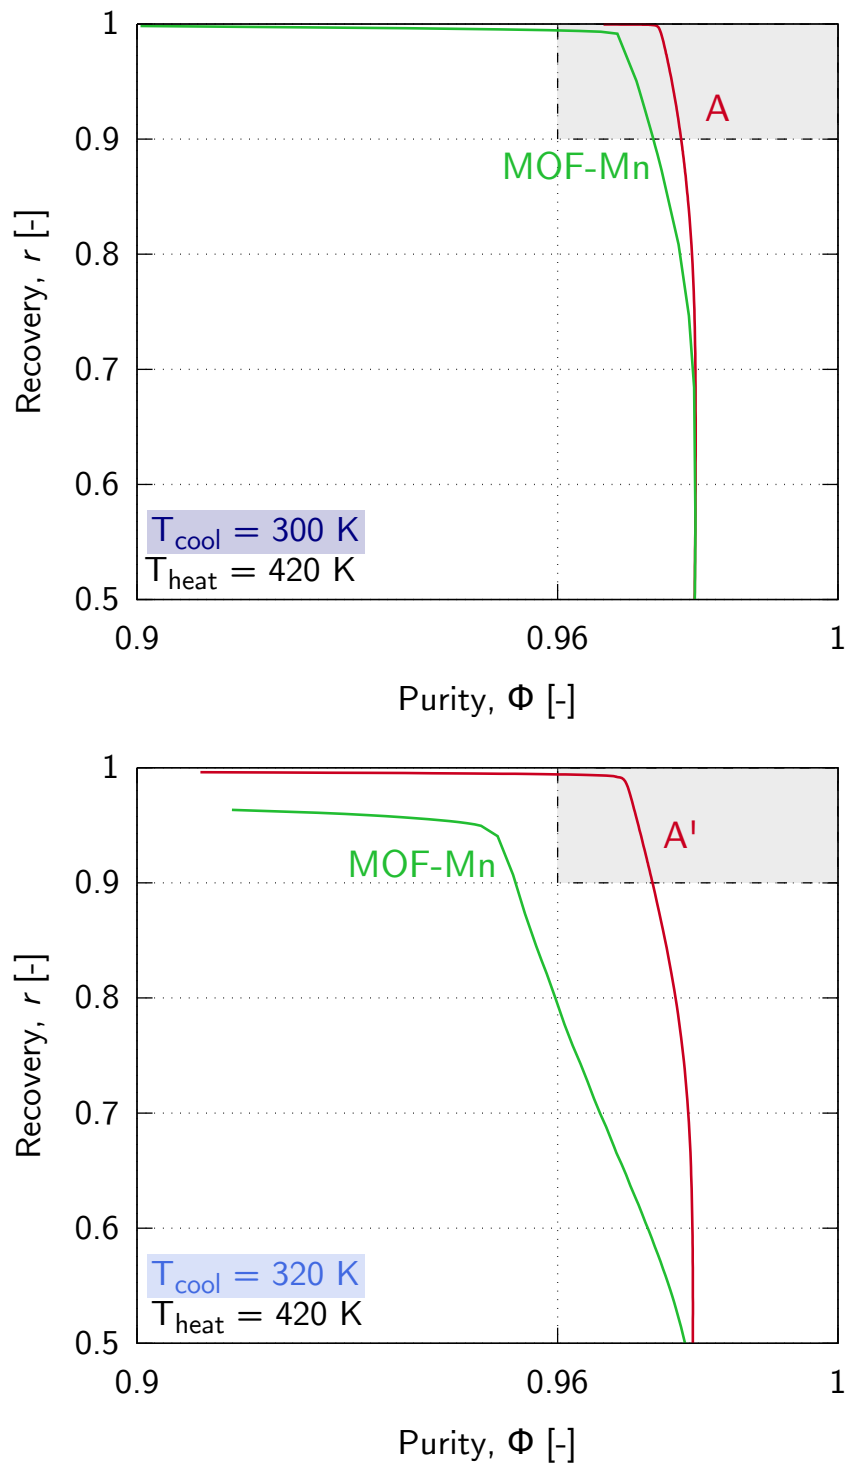 1
0.9
0.8
0.7
0.6
0.5
Recovery, r [-]
A
MOF-Mn
T_cool = 300 K
T_heat = 420 K
0.9 0.96 1
Purity, Φ [-]
1
0.9
0.8
0.7
0.6
0.5
Recovery, r [-]
A'
MOF-Mn
T_cool = 320 K
T_heat = 420 K
0.9 0.96 1
Purity, Φ [-]